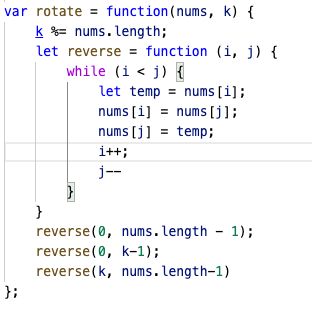 var rotate = function(nums, k) {
    k %= nums.length;
    let reverse = function (i, j) {
        while (i < j) {
            let temp = nums[i];
            nums[i] = nums[j];
            nums[j] = temp;
            i++;
            j--
        }
    }
    reverse(0, nums.length - 1);
    reverse(0, k-1);
    reverse(k, nums.length-1)
};